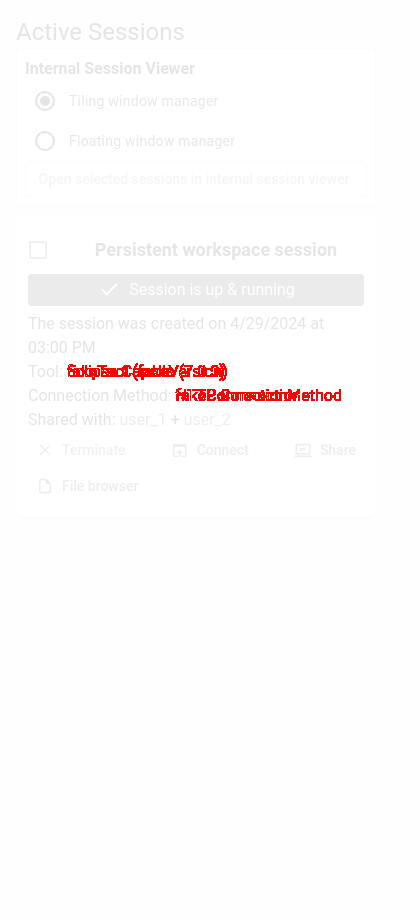 Active Sessions
Internal Session Viewer
Tiling window manager
Floating window manager
Open selected sessions in internal session viewer
Persistent workspace session
Session is up & running
The session was created on 4/29/2024 at
03:00 PM
Tool:
Connection Method:
Shared with: user_1 + user_2
Terminate Connect Share
File browser